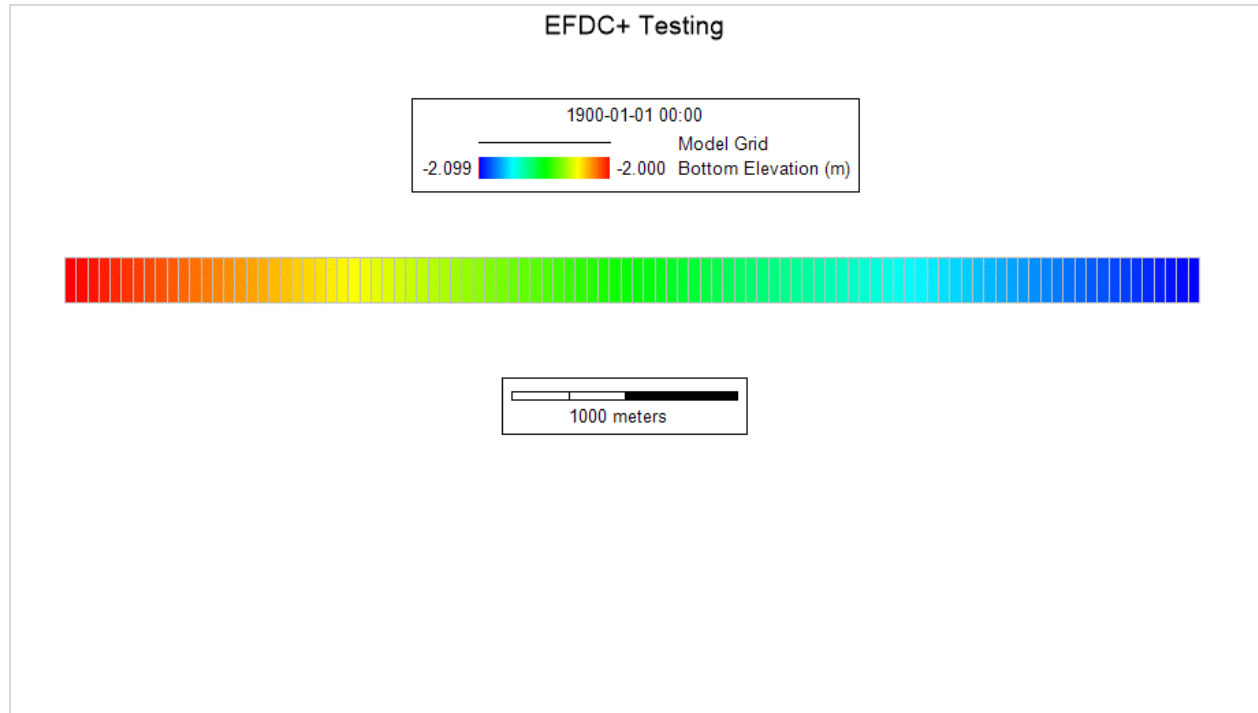 EFDC+ Testing
1900-01-01 00:00
Model Grid
-2.099 -2.000 Bottom Elevation (m)
1000 meters